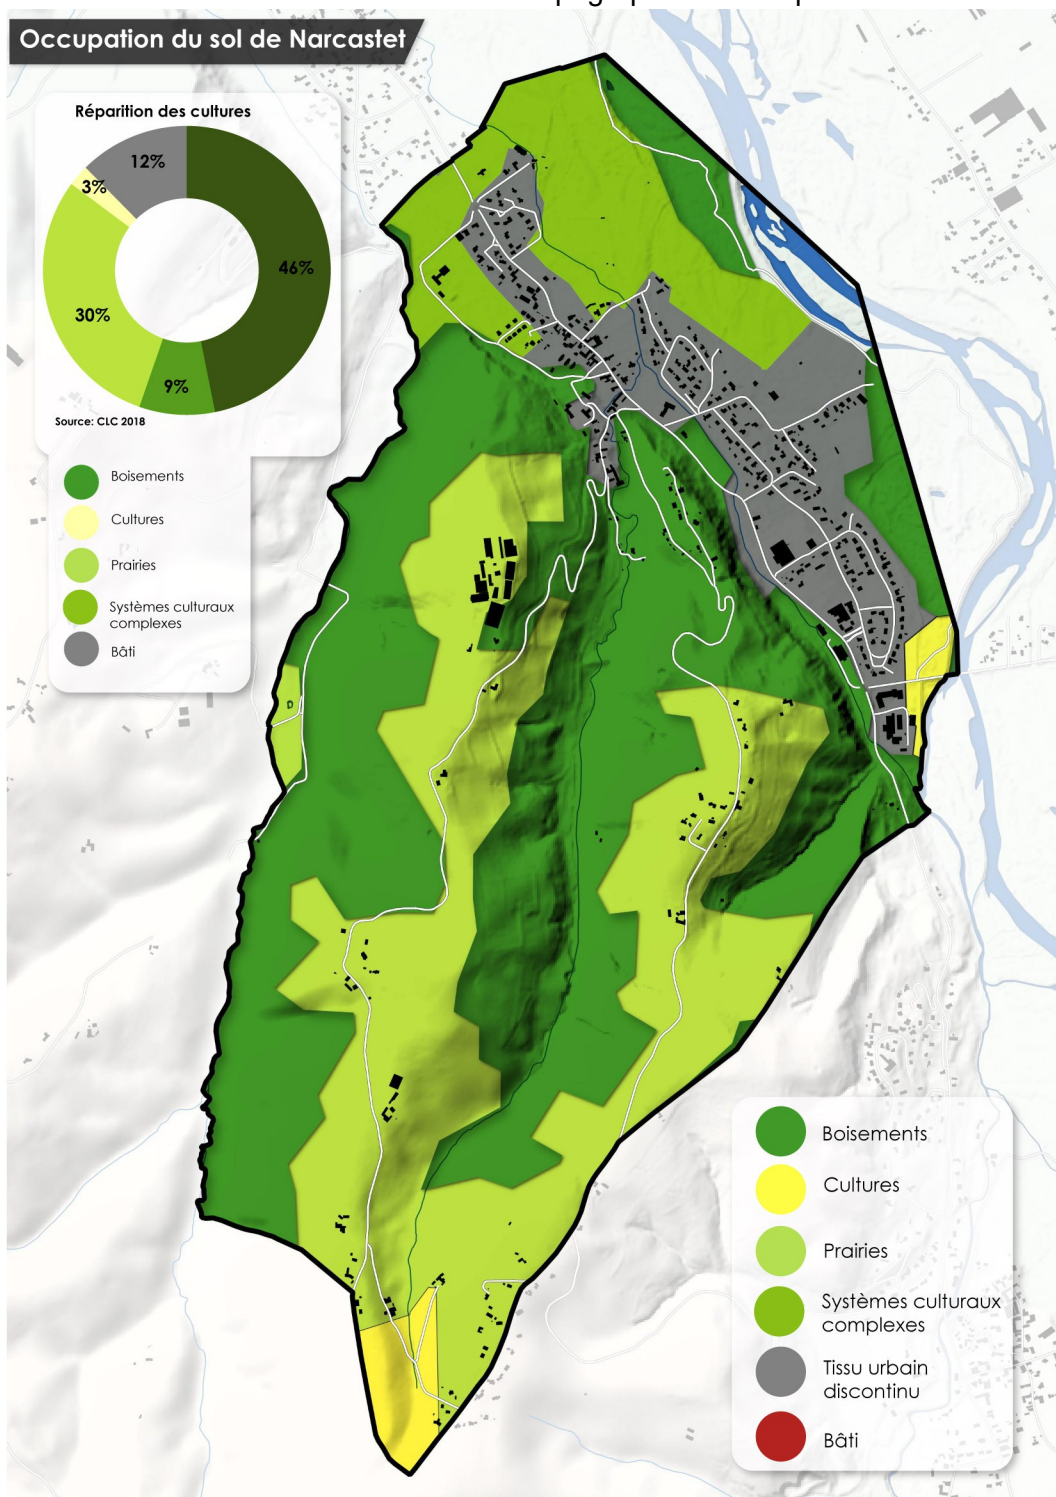 Occupation du sol de Narcastet
Réparition des cultures
12%
3%
46%
30%
9%
Source: CLC 2018
Boisements
Cultures
Prairies
Systèmes culturaux
complexes
Bâti
Boisements
Cultures
Prairies
Systèmes culturaux
complexes
Tissu urbain
discontinu
Bâti